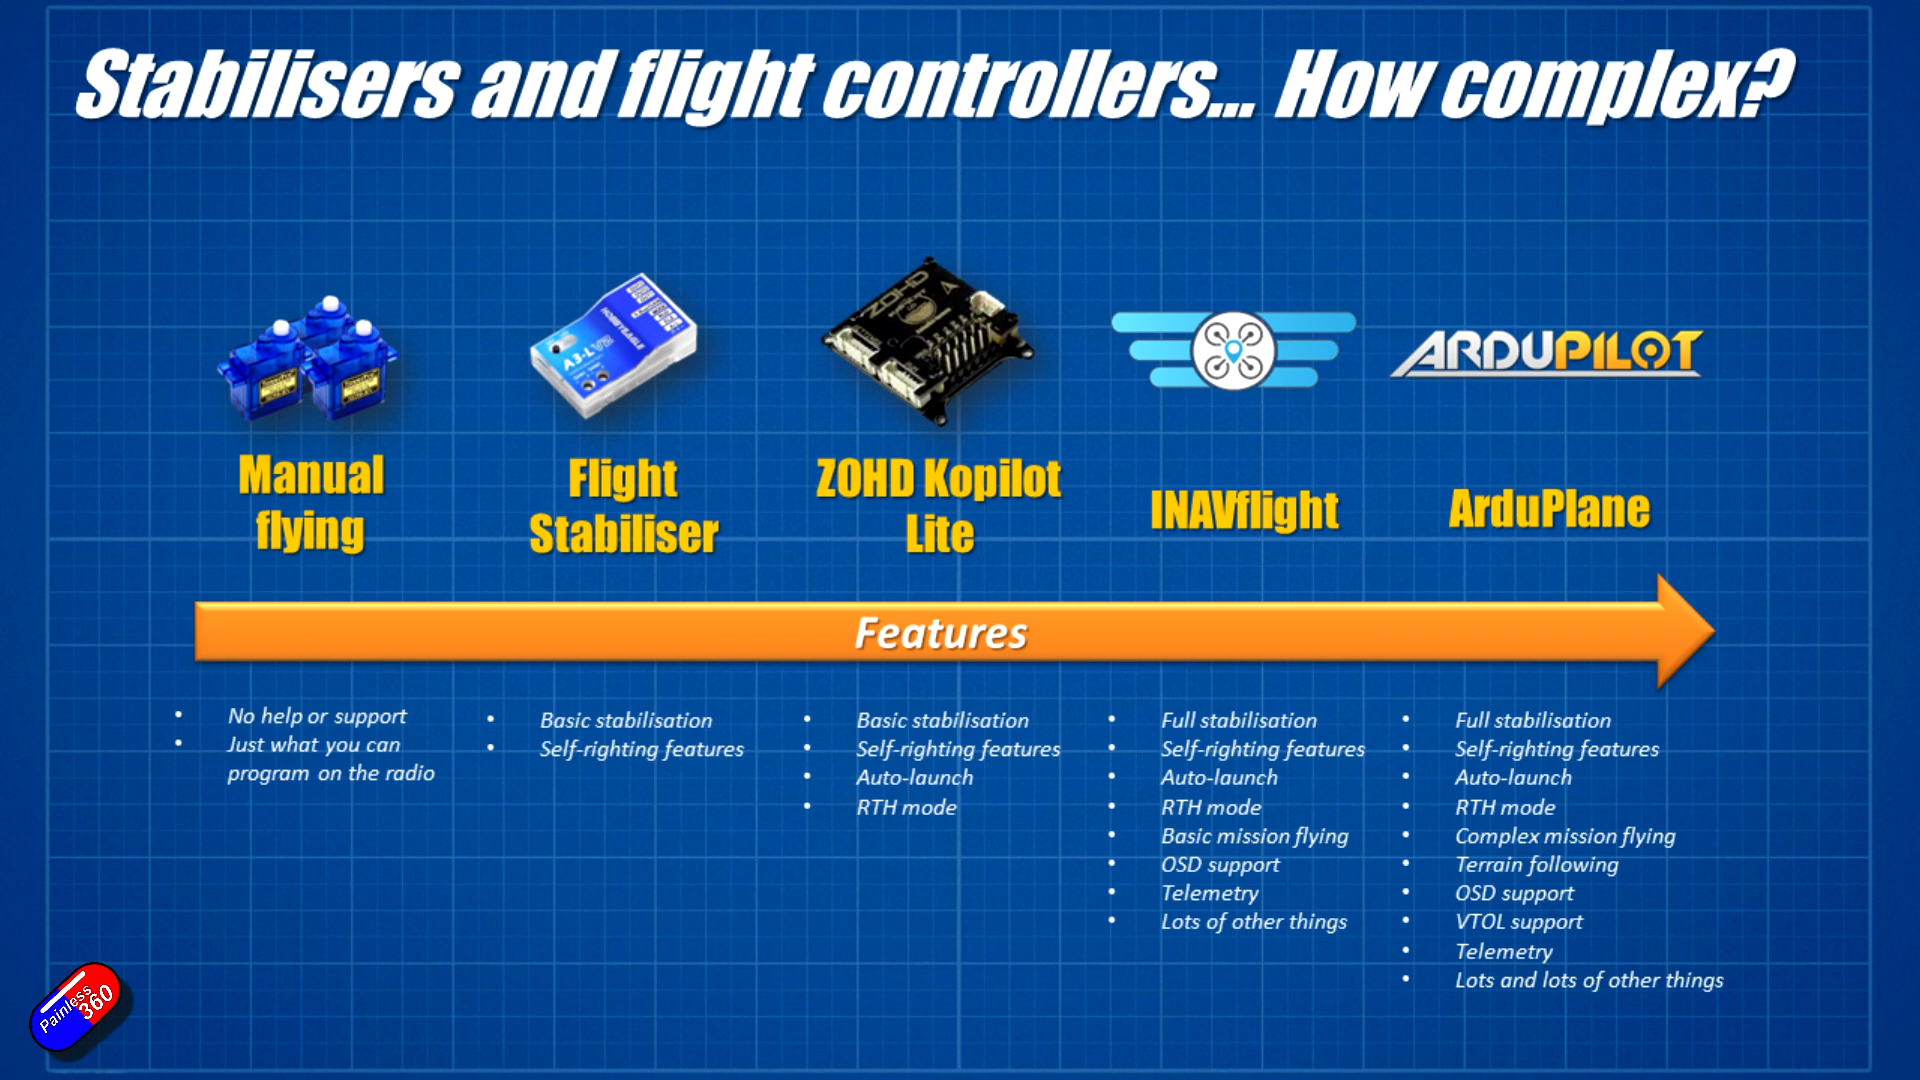 Stabilisers and flight controllers... How complex?
HOBBYEAGLE
A3-L V2
ZOHD
A
ARDUPILOT
Manual
flying
Flight
Stabiliser
ZOHD Kopilot
Lite
INAVflight
ArduPlane
Features
• No help or support
• Just what you can
program on the radio
• Basic stabilisation
• Self-righting features
• Basic stabilisation
• Self-righting features
• Auto-launch
• RTH mode
• Full stabilisation
• Self-righting features
• Auto-launch
• RTH mode
• Basic mission flying
• OSD support
• Telemetry
• Lots of other things
• Full stabilisation
• Self-righting features
• Auto-launch
• RTH mode
• Complex mission flying
• Terrain following
• OSD support
• VTOL support
• Telemetry
• Lots and lots of other things
Painless
360